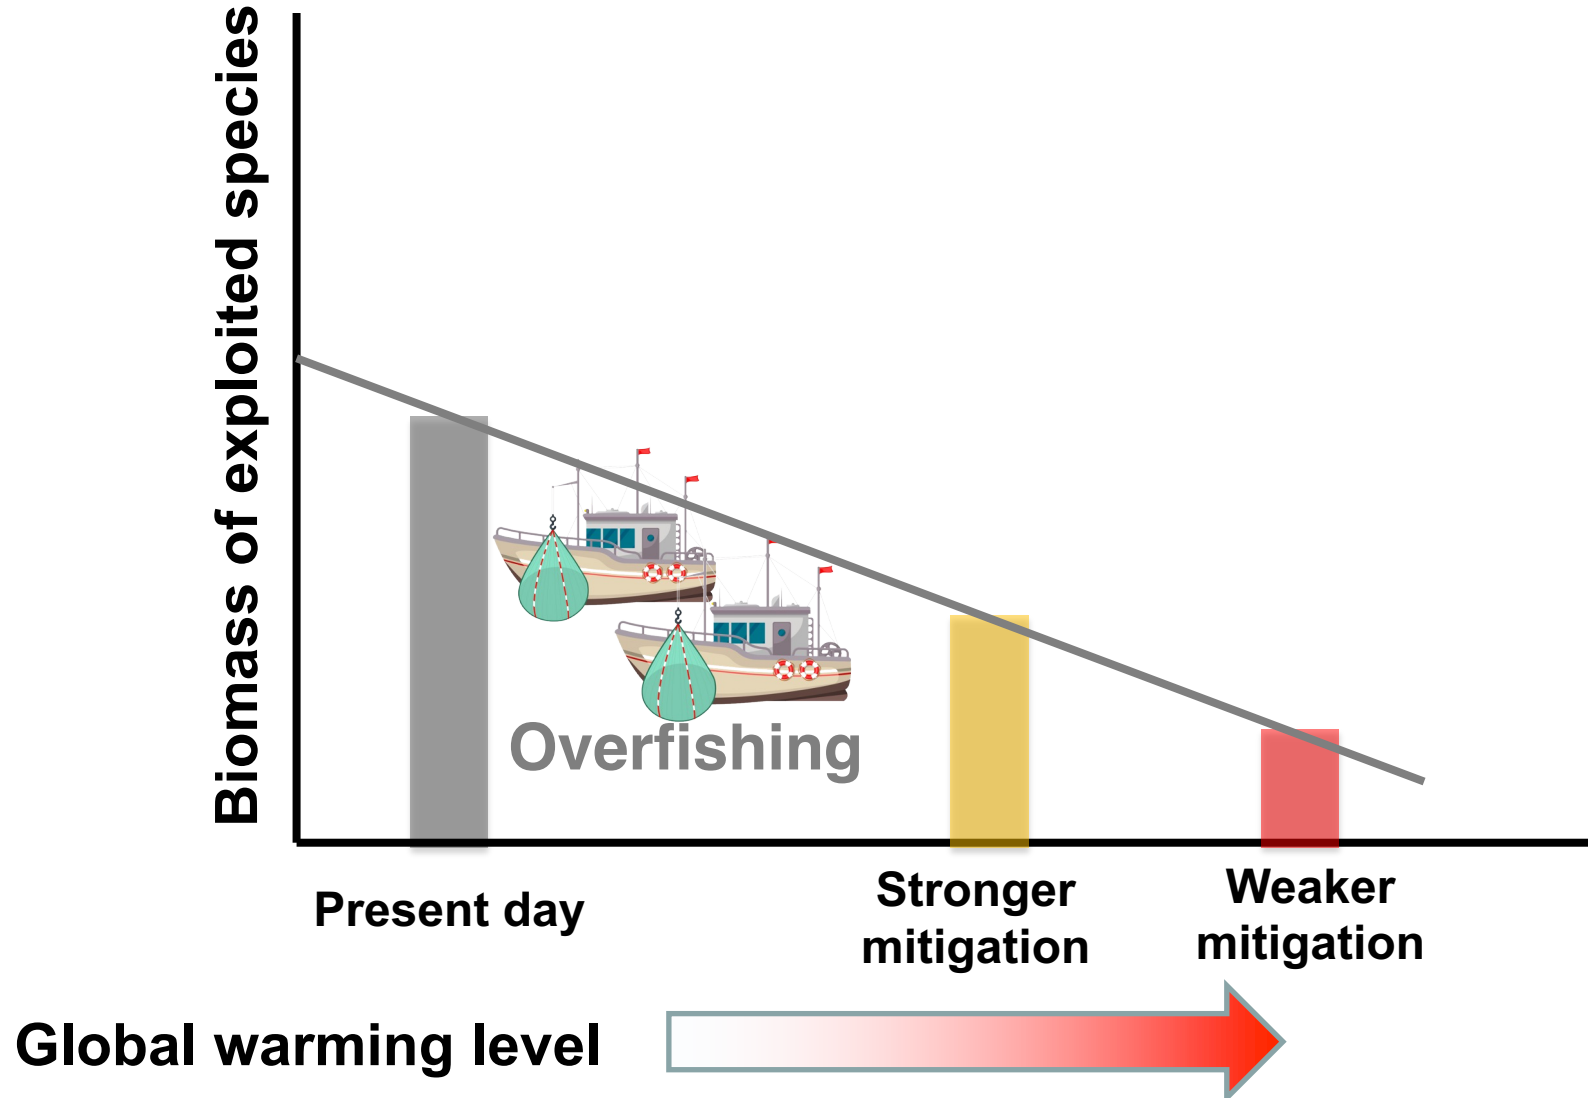 Biomass of exploited species
Overfishing
Present day
Stronger
mitigation
Weaker
mitigation
Global warming level